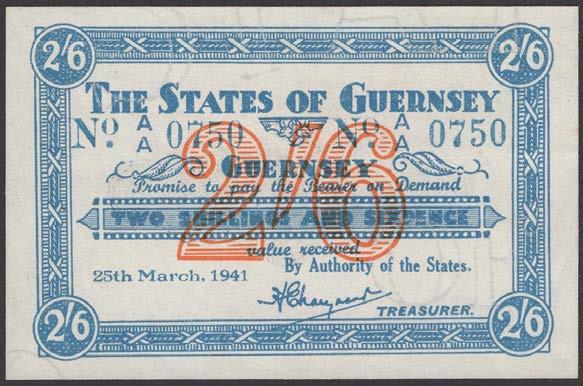 2/6 2/6
THE STATES OF GUERNSEY
No A/A 0750 No A/A 0750
2/6
GUERNSEY
Promise to pay the Bearer on Demand
TWO SHILLINGS AND SIXPENCE
value received
25th March, 1941 By Authority of the States.
TREASURER.
2/6 2/6